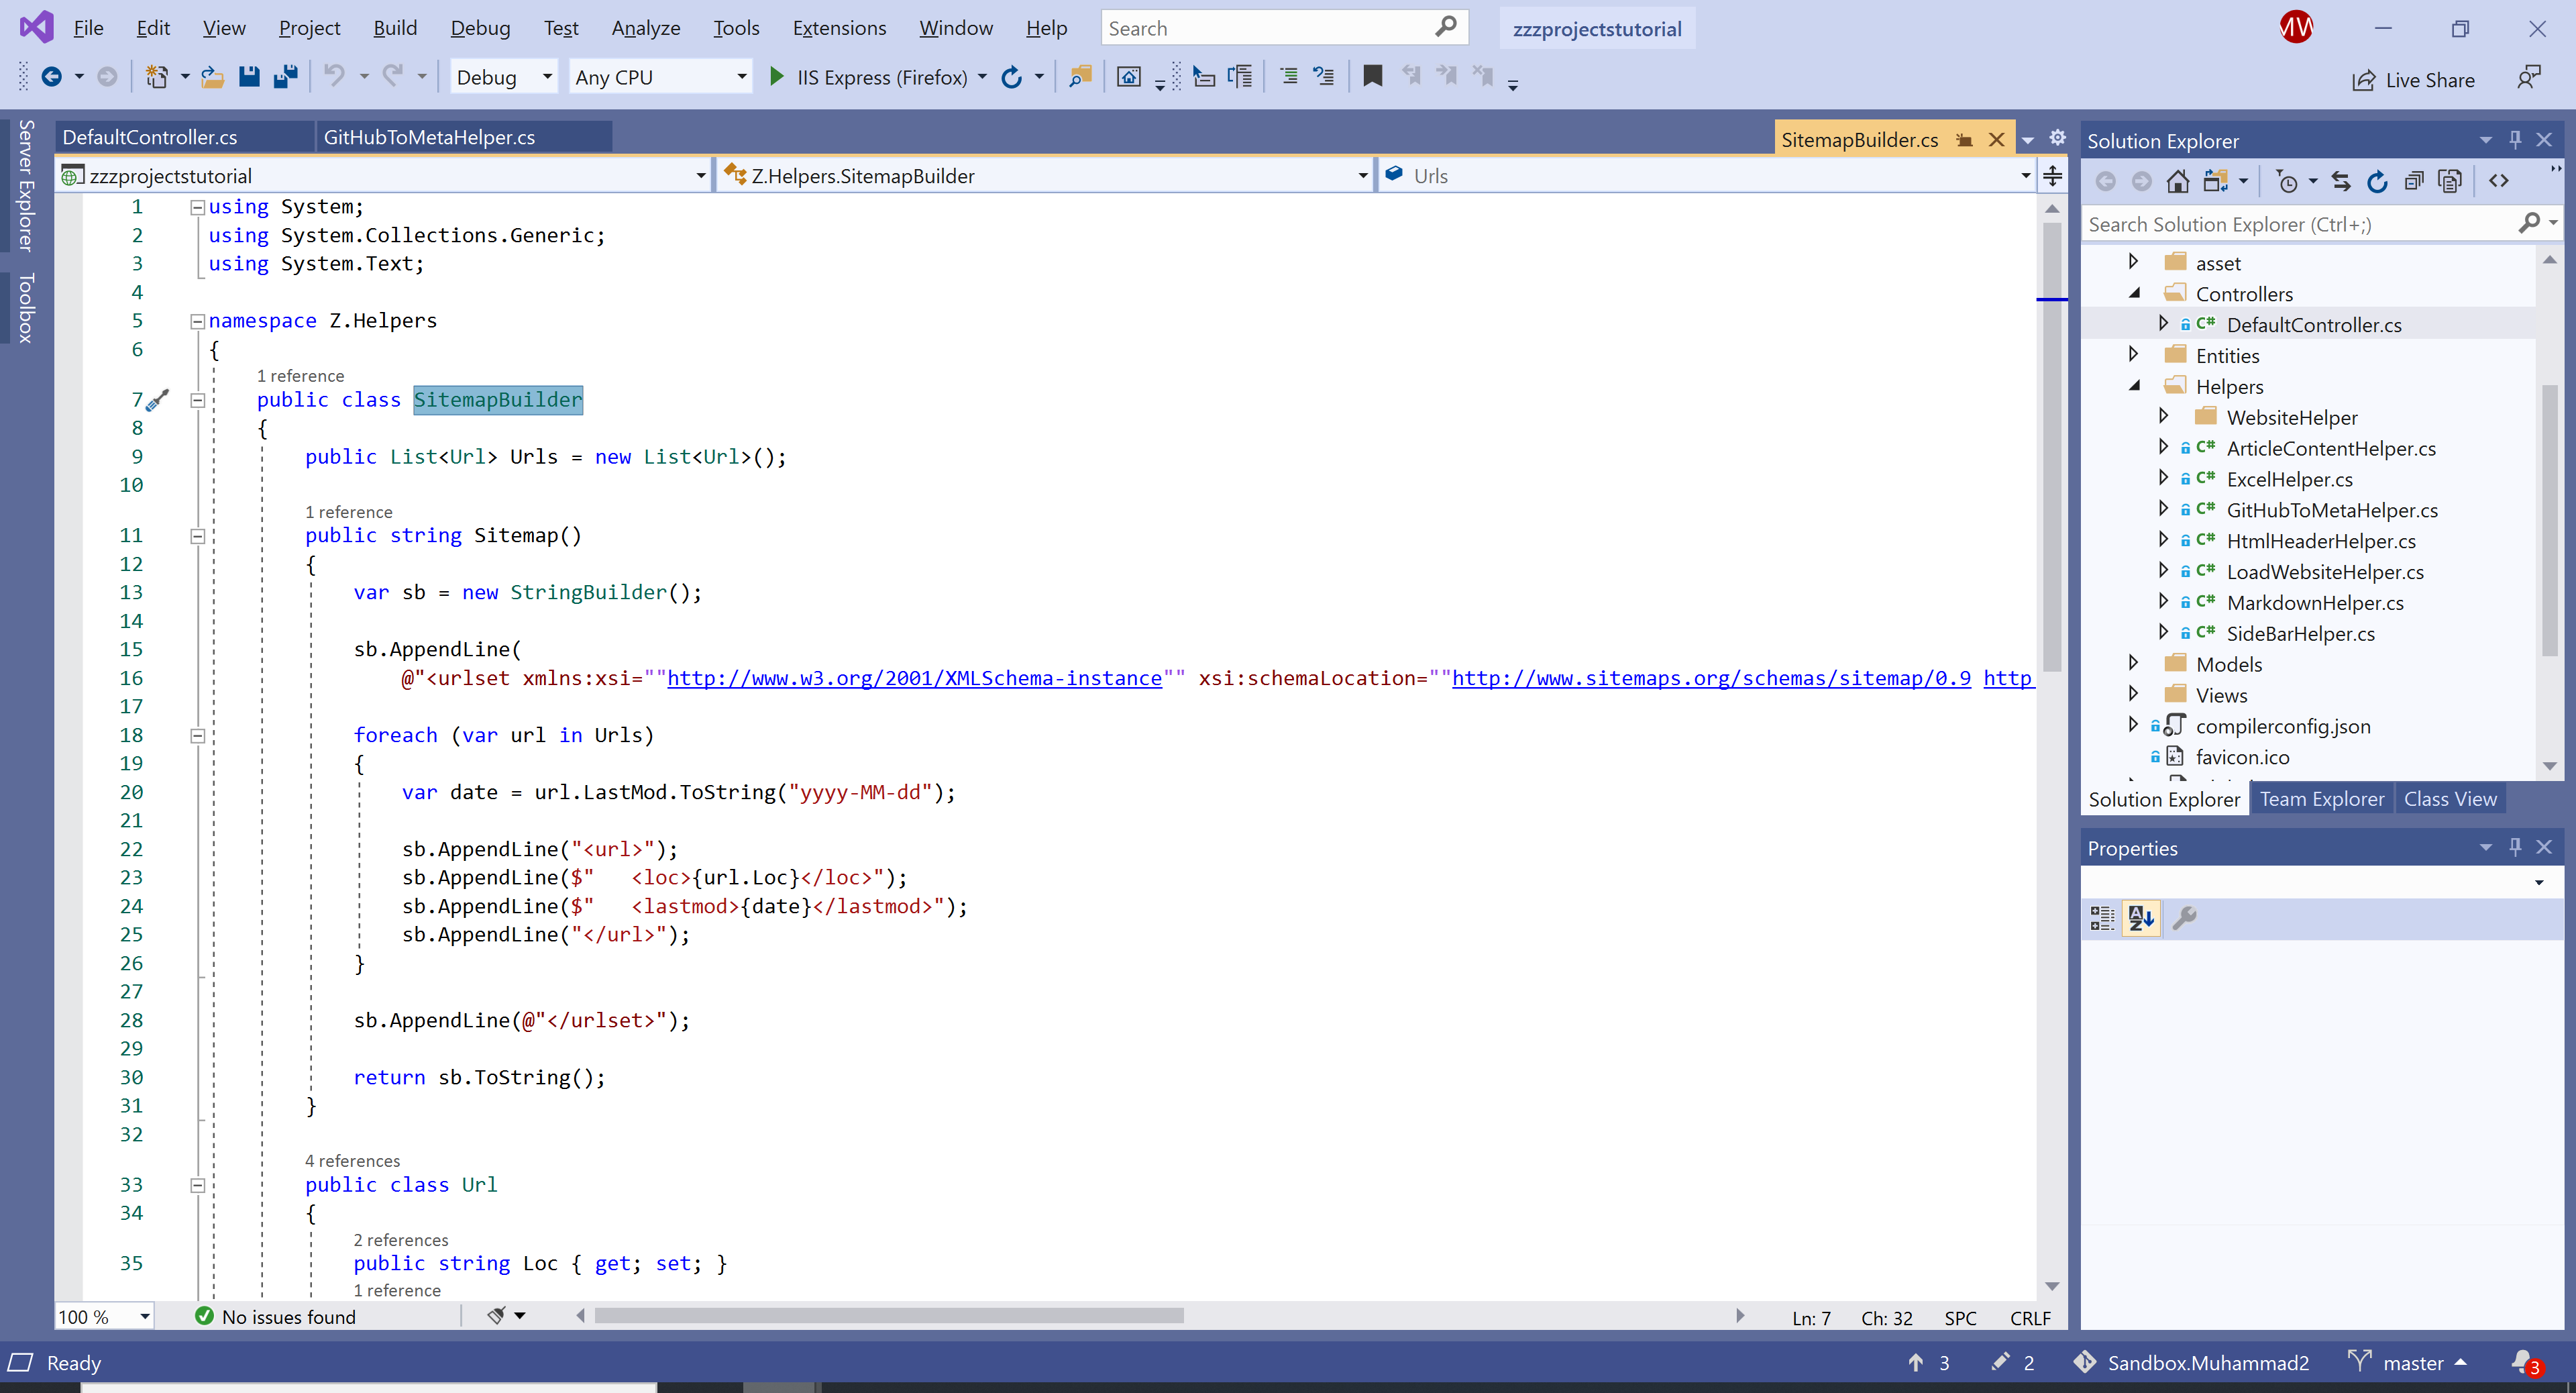 File Edit View Project Build Debug Test Analyze Tools Extensions Window Help Search zzzprojectstutorial MW
Debug Any CPU IIS Express (Firefox) Live Share
Server Explorer
Toolbox
DefaultController.cs GitHubToMetaHelper.cs SitemapBuilder.cs
zzzprojectstutorial Z.Helpers.SitemapBuilder Urls
1 using System;
2 using System.Collections.Generic;
3 using System.Text;
4
5 namespace Z.Helpers
6 {
1 reference
7 public class SitemapBuilder
8 {
9 public List<Url> Urls = new List<Url>();
10
1 reference
11 public string Sitemap()
12 {
13 var sb = new StringBuilder();
14
15 sb.AppendLine(
16 @"<urlset xmlns:xsi=""http://www.w3.org/2001/XMLSchema-instance"" xsi:schemaLocation=""http://www.sitemaps.org/schemas/sitemap/0.9 http
17
18 foreach (var url in Urls)
19 {
20 var date = url.LastMod.ToString("yyyy-MM-dd");
21
22 sb.AppendLine("<url>");
23 sb.AppendLine($"   <loc>{url.Loc}</loc>");
24 sb.AppendLine($"   <lastmod>{date}</lastmod>");
25 sb.AppendLine("</url>");
26 }
27
28 sb.AppendLine(@"</urlset>");
29
30 return sb.ToString();
31 }
32
4 references
33 public class Url
34 {
2 references
35 public string Loc { get; set; }
1 reference
100 % No issues found Ln: 7 Ch: 32 SPC CRLF
Solution Explorer
Search Solution Explorer (Ctrl+;)
asset
Controllers
C# DefaultController.cs
Entities
Helpers
WebsiteHelper
C# ArticleContentHelper.cs
C# ExcelHelper.cs
C# GitHubToMetaHelper.cs
C# HtmlHeaderHelper.cs
C# LoadWebsiteHelper.cs
C# MarkdownHelper.cs
C# SideBarHelper.cs
Models
Views
compilerconfig.json
favicon.ico
Solution Explorer Team Explorer Class View
Properties
Ready 3 2 Sandbox.Muhammad2 master 3